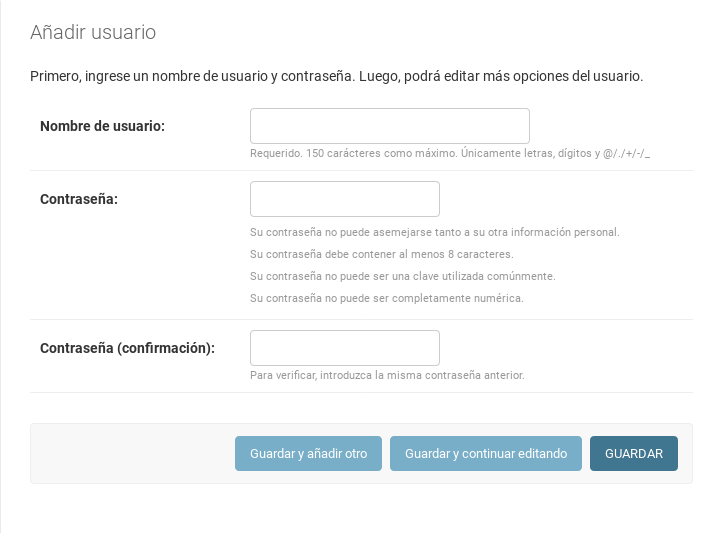 Añadir usuario
Primero, ingrese un nombre de usuario y contraseña. Luego, podrá editar más opciones del usuario.
Nombre de usuario:
Requerido. 150 carácteres como máximo. Únicamente letras, dígitos y @/./+/-/_
Contraseña:
Su contraseña no puede asemejarse tanto a su otra información personal.
Su contraseña debe contener al menos 8 caracteres.
Su contraseña no puede ser una clave utilizada comúnmente.
Su contraseña no puede ser completamente numérica.
Contraseña (confirmación):
Para verificar, introduzca la misma contraseña anterior.
Guardar y añadir otro Guardar y continuar editando GUARDAR